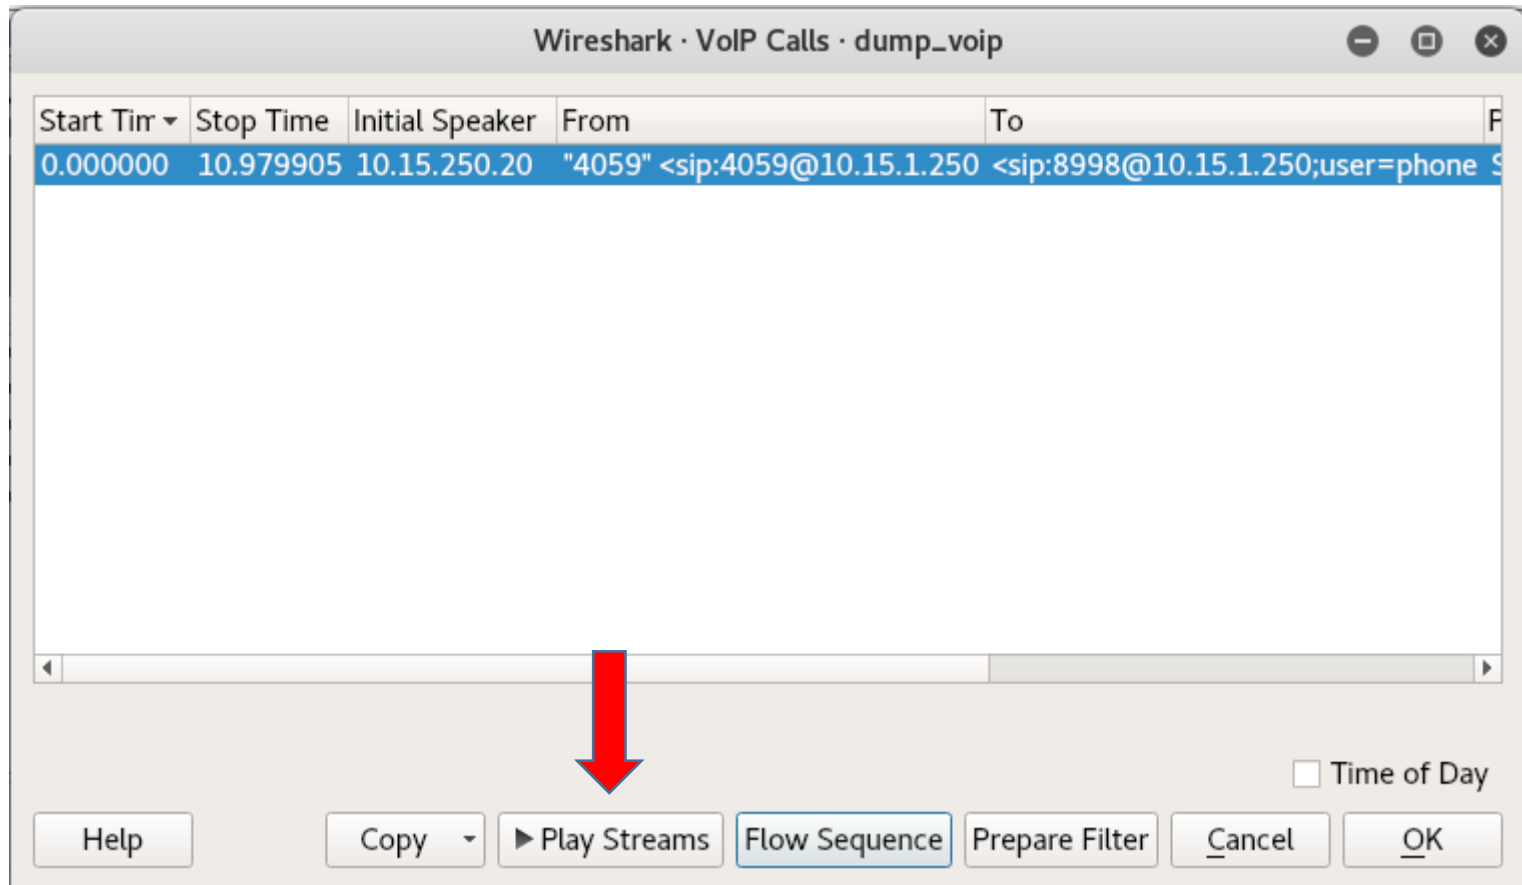 Wireshark · VoIP Calls · dump_voip
Start Tir Stop Time Initial Speaker From To
0.000000 10.979905 10.15.250.20 "4059" <sip:4059@10.15.1.250 <sip:8998@10.15.1.250;user=phone
Time of Day
Help Copy Play Streams Flow Sequence Prepare Filter Cancel OK